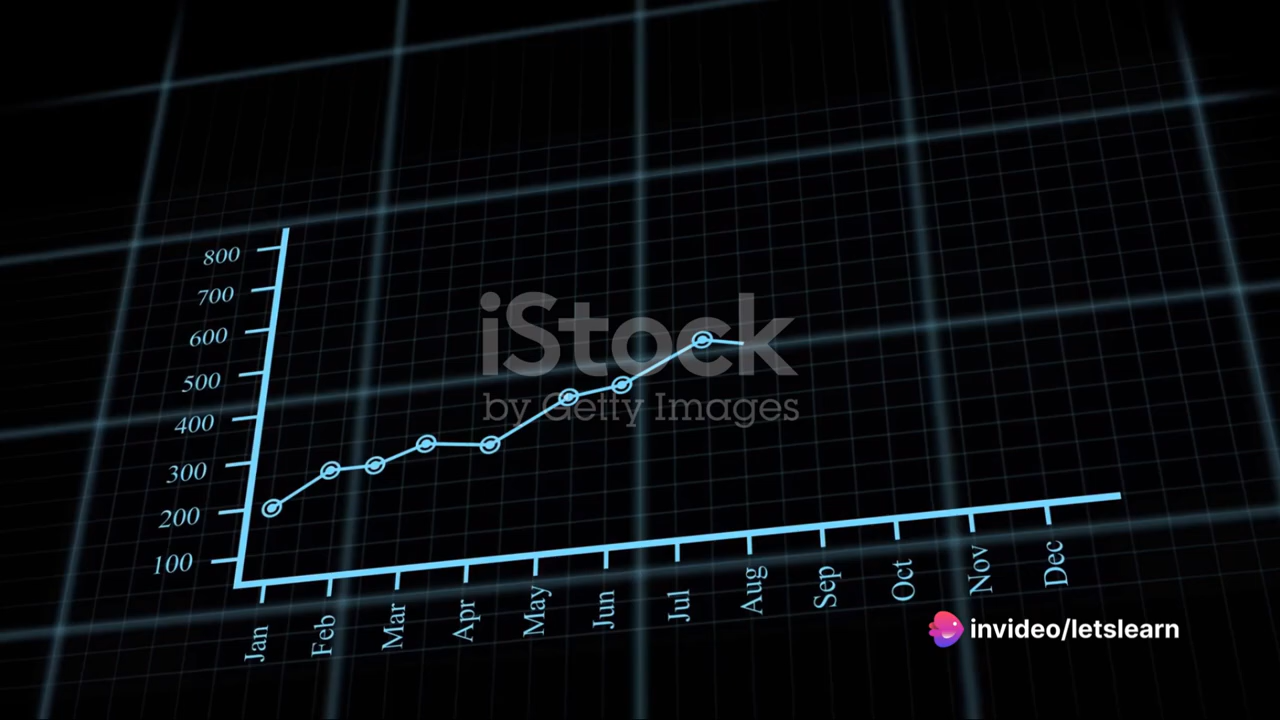 800
700
600
500
400
300
200
100
Jan
Feb
Mar
Apr
May
Jun
Jul
Aug
Sep
Oct
Nov
Dec
iStock
by Getty Images
invideo/letslearn